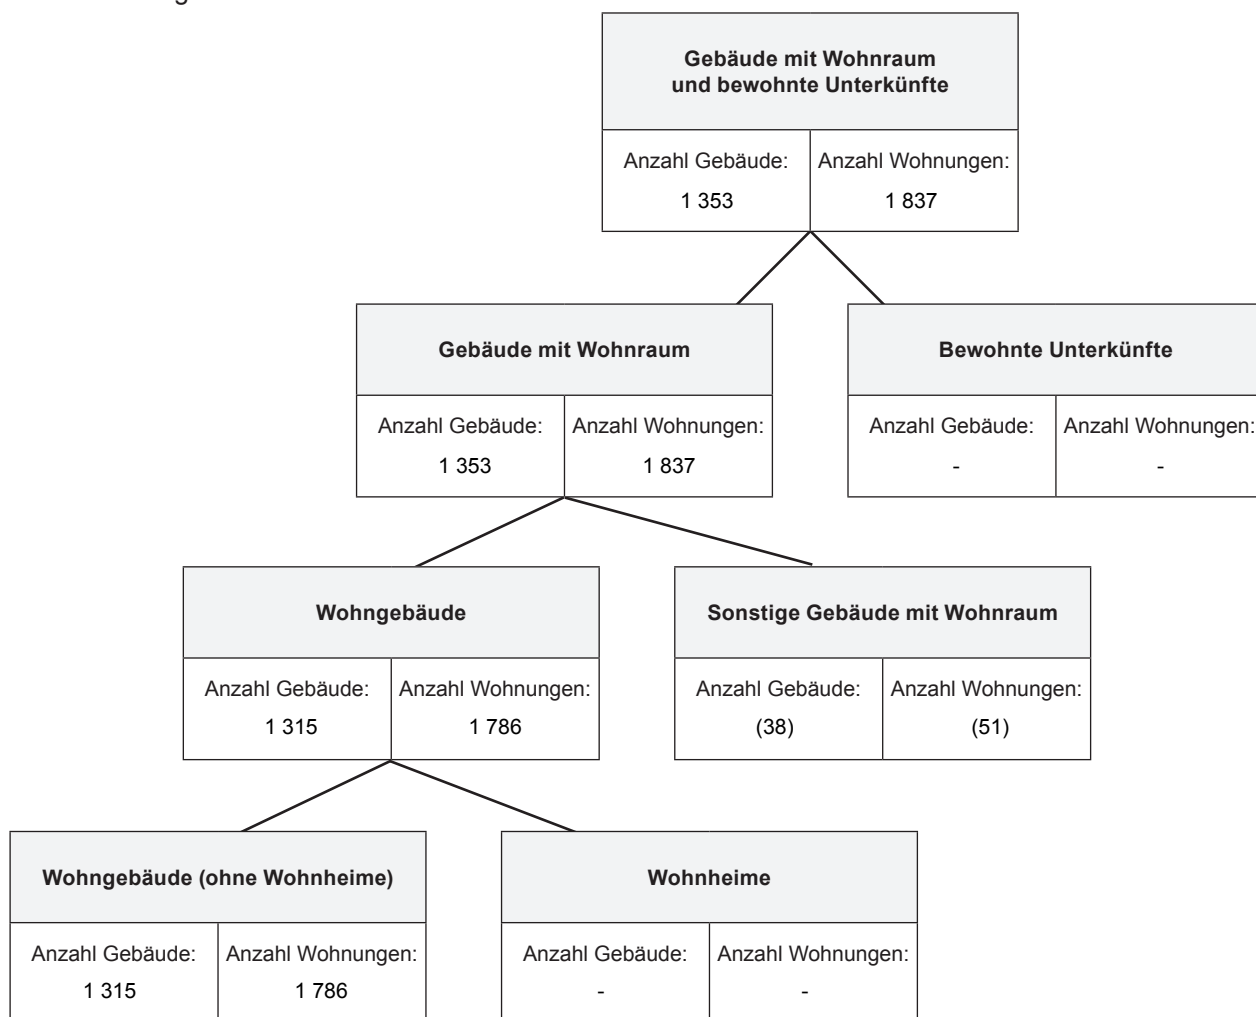 Gebäude mit Wohnraum
und bewohnte Unterkünfte
Anzahl Gebäude: Anzahl Wohnungen:
1 353 1 837
Gebäude mit Wohnraum Bewohnte Unterkünfte
Anzahl Gebäude: Anzahl Wohnungen: Anzahl Gebäude: Anzahl Wohnungen:
1 353 1 837 - -
Wohngebäude Sonstige Gebäude mit Wohnraum
Anzahl Gebäude: Anzahl Wohnungen: Anzahl Gebäude: Anzahl Wohnungen:
1 315 1 786 (38) (51)
Wohngebäude (ohne Wohnheime) Wohnheime
Anzahl Gebäude: Anzahl Wohnungen: Anzahl Gebäude: Anzahl Wohnungen:
1 315 1 786 - -